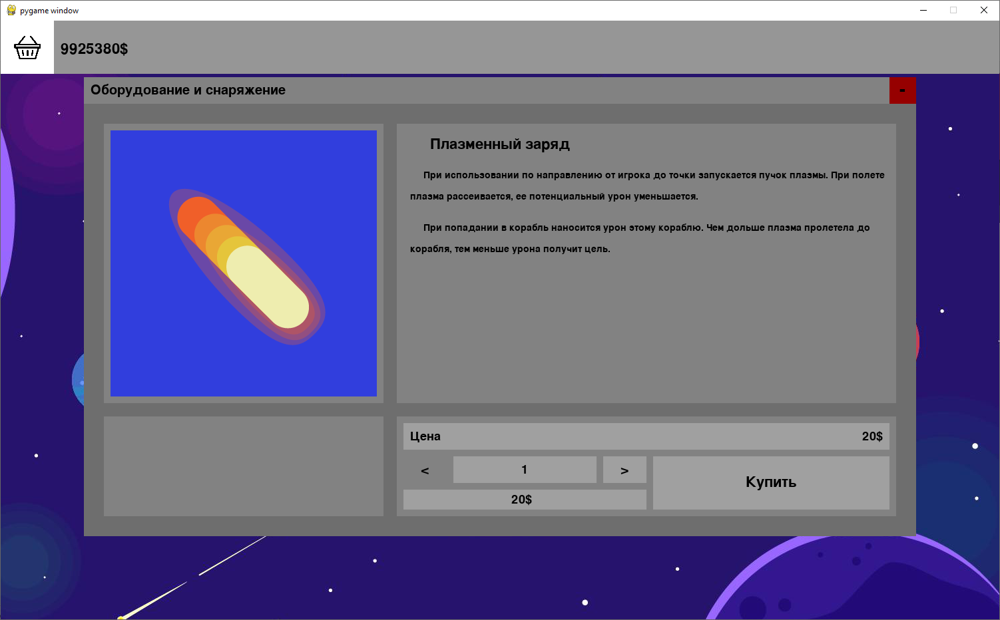 pygame window
9925380$
Оборудование и снаряжение
-
Плазменный заряд
При использовании по направлению от игрока до точки запускается пучок плазмы. При полете
плазма рассеивается, ее потенциальный урон уменьшается.
При попадании в корабль наносится урон этому кораблю. Чем дольше плазма пролетела до
корабля, тем меньше урона получит цель.
Цена 20$
< 1 >
20$
Купить